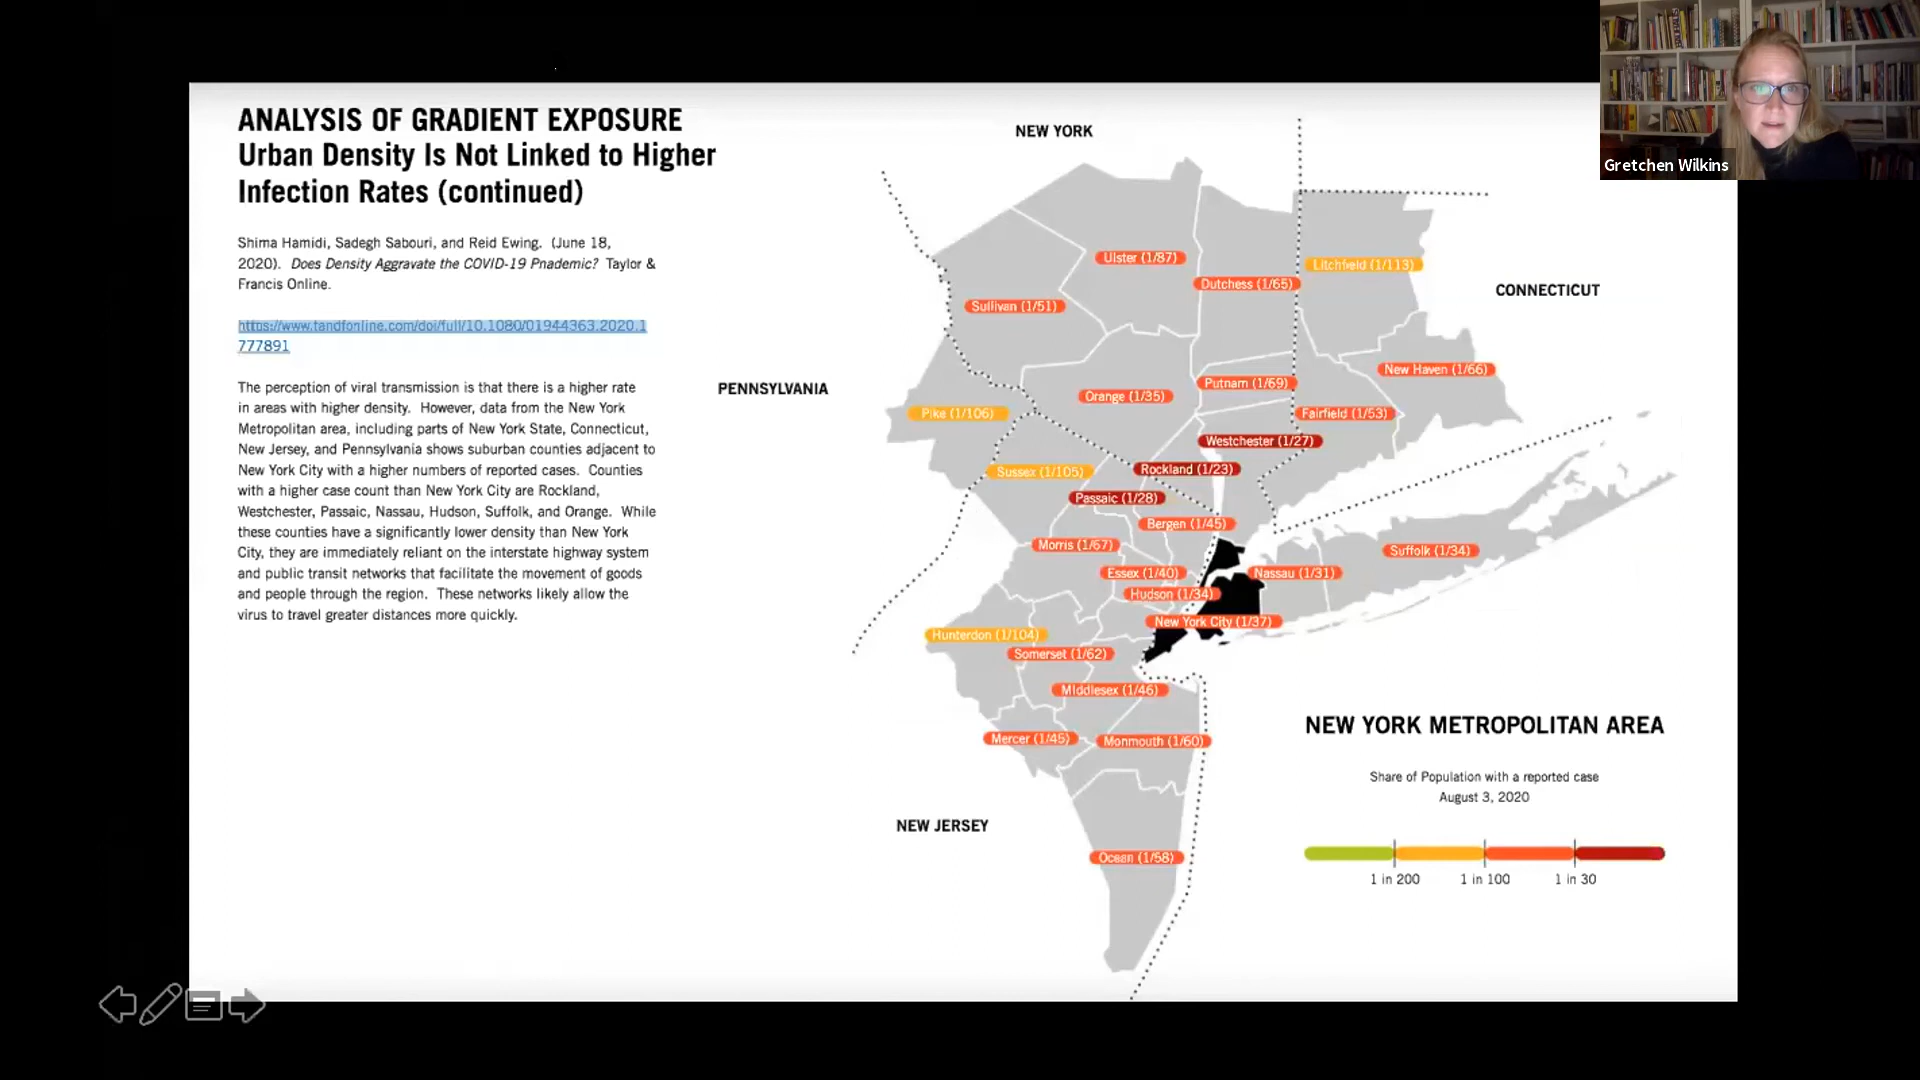 ANALYSIS OF GRADIENT EXPOSURE
Urban Density Is Not Linked to Higher
Infection Rates (continued)
Shima Hamidi, Sadegh Sabouri, and Reid Ewing. (June 18,
2020). Does Density Aggravate the COVID-19 Pnademic? Taylor &
Francis Online.
https://www.tandfonline.com/doi/full/10.1080/01944363.2020.1
777891
The perception of viral transmission is that there is a higher rate
in areas with higher density. However, data from the New York
Metropolitan area, including parts of New York State, Connecticut,
New Jersey, and Pennsylvania shows suburban counties adjacent to
New York City with a higher numbers of reported cases. Counties
with a higher case count than New York City are Rockland,
Westchester, Passaic, Nassau, Hudson, Suffolk, and Orange. While
these counties have a significantly lower density than New York
City, they are immediately reliant on the interstate highway system
and public transit networks that facilitate the movement of goods
and people through the region. These networks likely allow the
virus to travel greater distances more quickly.
NEW YORK
Ulster (1/87)
Litchfield (1/113)
Dutchess (1/65)
CONNECTICUT
Sullivan (1/51)
New Haven (1/66)
PENNSYLVANIA
Putnam (1/69)
Orange (1/35)
Pike (1/106)
Fairfield (1/53)
Westchester (1/27)
Rockland (1/23)
Sussex (1/105)
Passaic (1/28)
Bergen (1/45)
Morris (1/67)
Suffolk (1/34)
Essex (1/40)
Nassau (1/31)
Hudson (1/34)
New York City (1/37)
Hunterdon (1/104)
Somerset (1/62)
Middlesex (1/46)
Mercer (1/45)
Monmouth (1/60)
NEW JERSEY
Ocean (1/58)
NEW YORK METROPOLITAN AREA
Share of Population with a reported case
August 3, 2020
1 in 200
1 in 100
1 in 30
Gretchen Wilkins